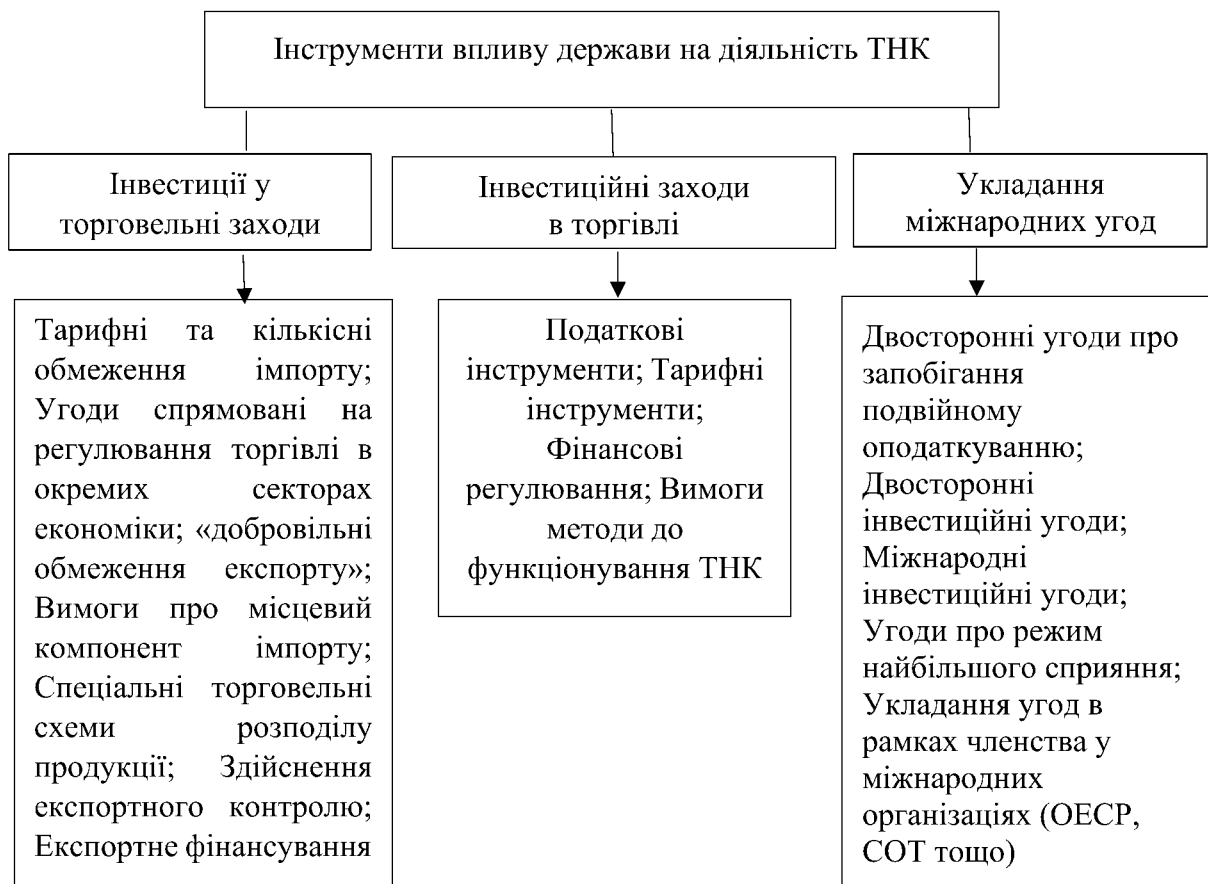 Інструменти впливу держави на діяльність ТНК
Інвестиції у
торговельні заходи
Інвестиційні заходи
в торгівлі
Укладання
міжнародних угод
Тарифні та кількісні
обмеження імпорту;
Угоди спрямовані на
регулювання торгівлі в
окремих секторах
економіки; «добровільні
обмеження експорту»;
Вимоги про місцевий
компонент імпорту;
Спеціальні торговельні
схеми розподілу
продукції; Здійснення
експортного контролю;
Експортне фінансування
Податкові
інструменти; Тарифні
інструменти;
Фінансові
регулювання; Вимоги
методи до
функціонування ТНК
Двосторонні угоди про
запобігання
подвійному
оподаткуванню;
Двосторонні
інвестиційні угоди;
Міжнародні
інвестиційні угоди;
Угоди про режим
найбільшого сприяння;
Укладання угод в
рамках членства у
міжнародних
організаціях (ОЕСР,
СОТ тощо)